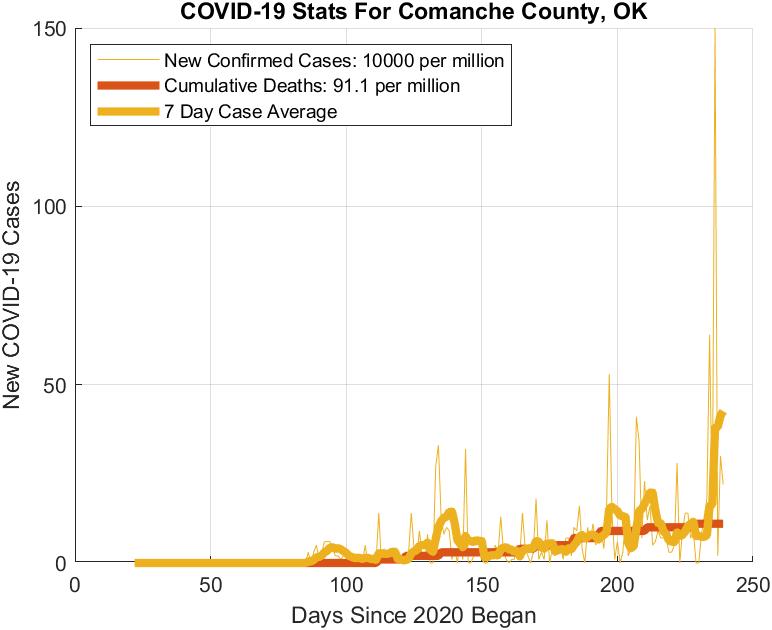 COVID-19 Stats For Comanche County, OK
New Confirmed Cases: 10000 per million
Cumulative Deaths: 91.1 per million
7 Day Case Average
New COVID-19 Cases
150
100
50
0
0 50 100 150 200 250
Days Since 2020 Began